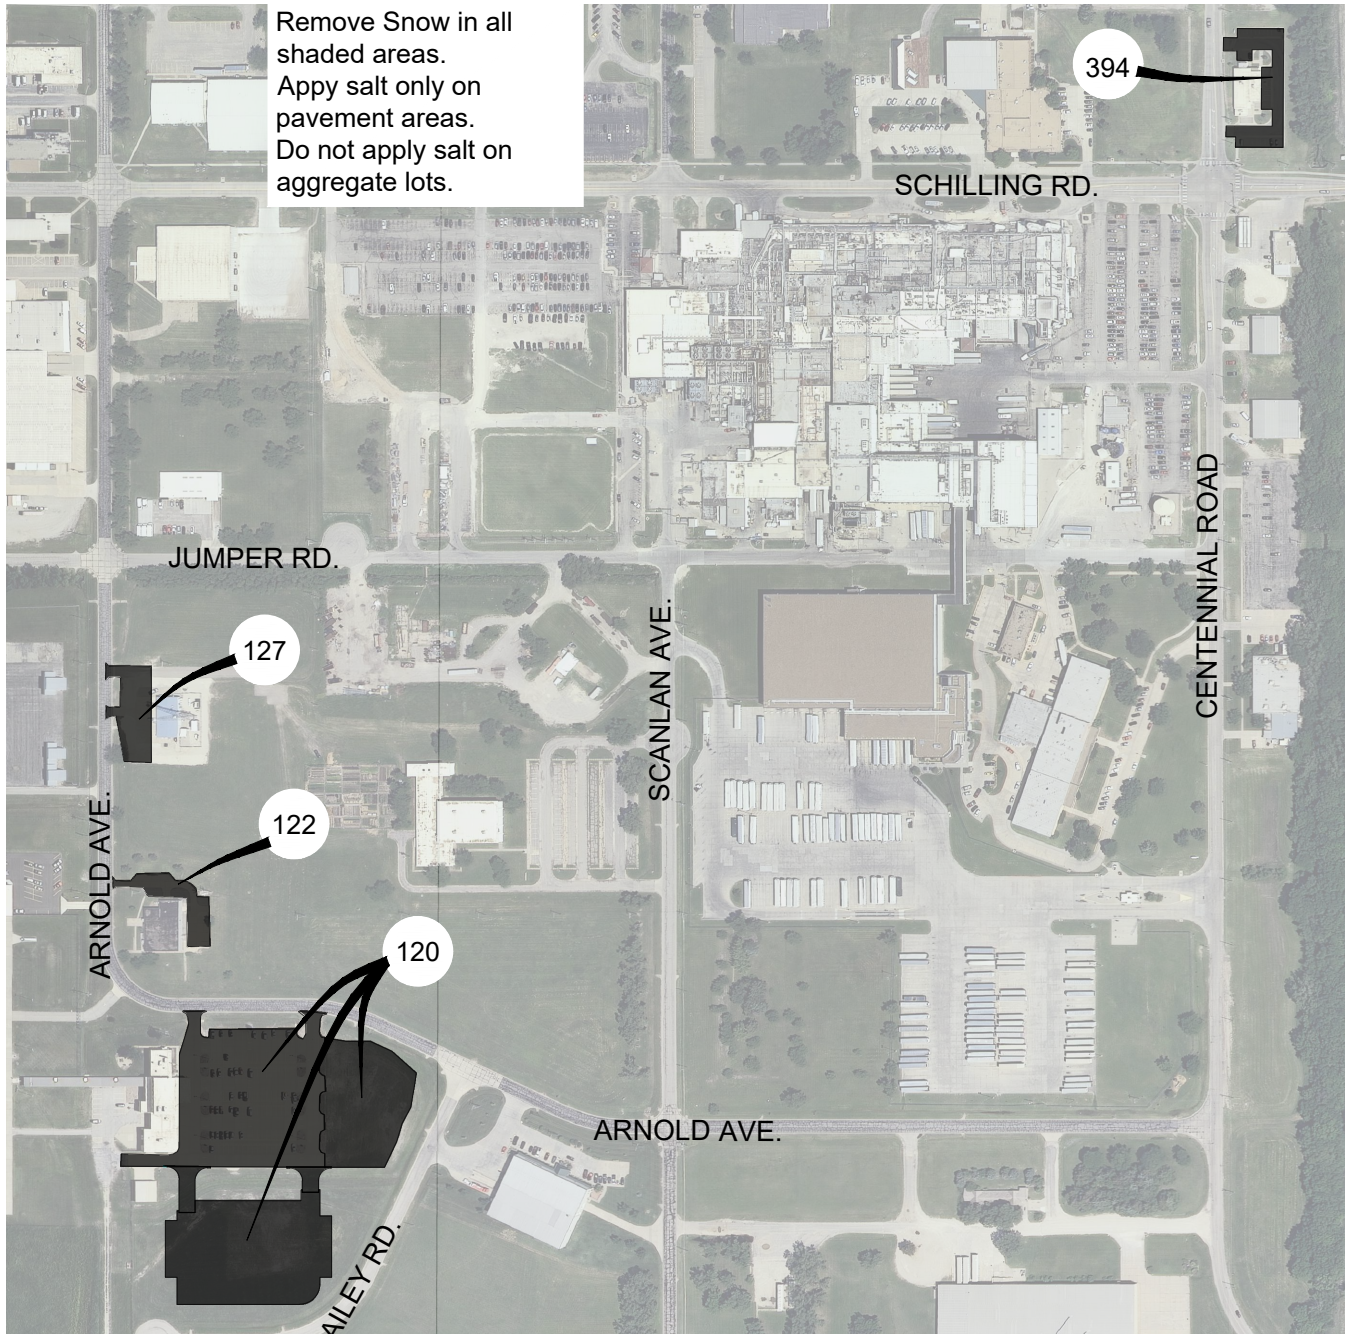 Remove Snow in all
shaded areas.
Appy salt only on
pavement areas.
Do not apply salt on
aggregate lots.
394
SCHILLING RD.
JUMPER RD.
CENTENNIAL ROAD
127
SCANLAN AVE.
122
ARNOLD AVE.
120
ARNOLD AVE.
AILEY RD.